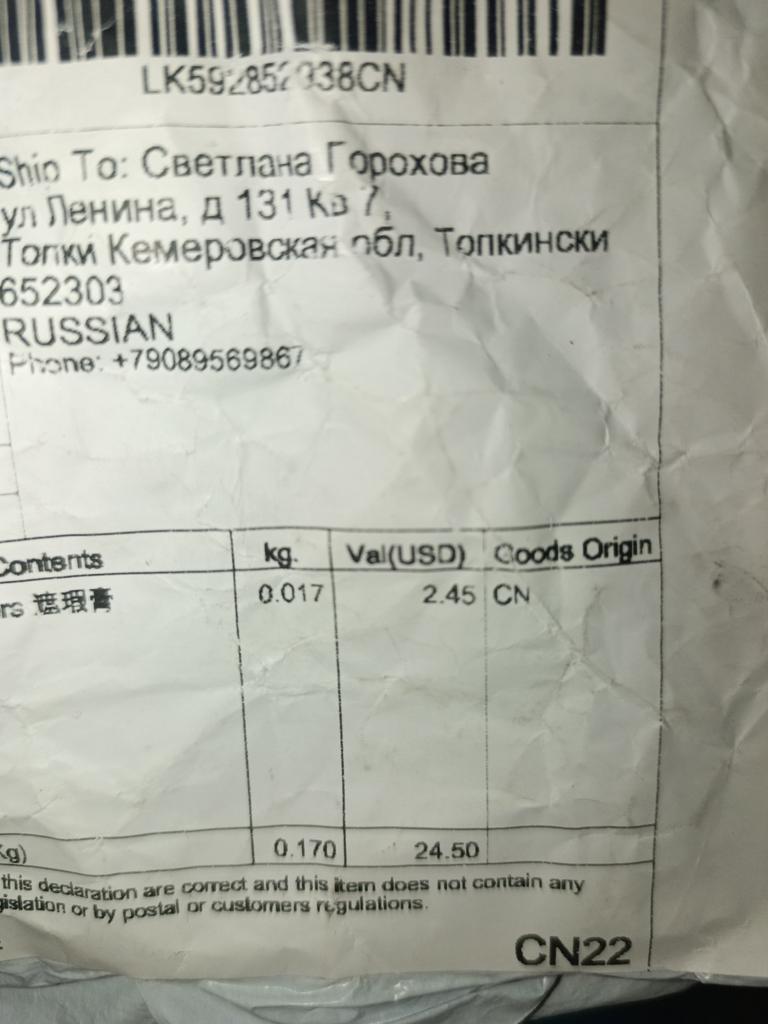 LK592852938CN
Ship To: Светлана Горохова
ул Ленина, д 131 Кв 7,
Топки Кемеровская обл, Топкински
652303
RUSSIAN
Phone: +79089569867
Contents kg. Val(USD) Goods Origin
rs 遮瑕膏 0.017 2.45 CN
Kg) 0.170 24.50
this declaration are correct and this item does not contain any
gislation or by postal or customers regulations.
CN22